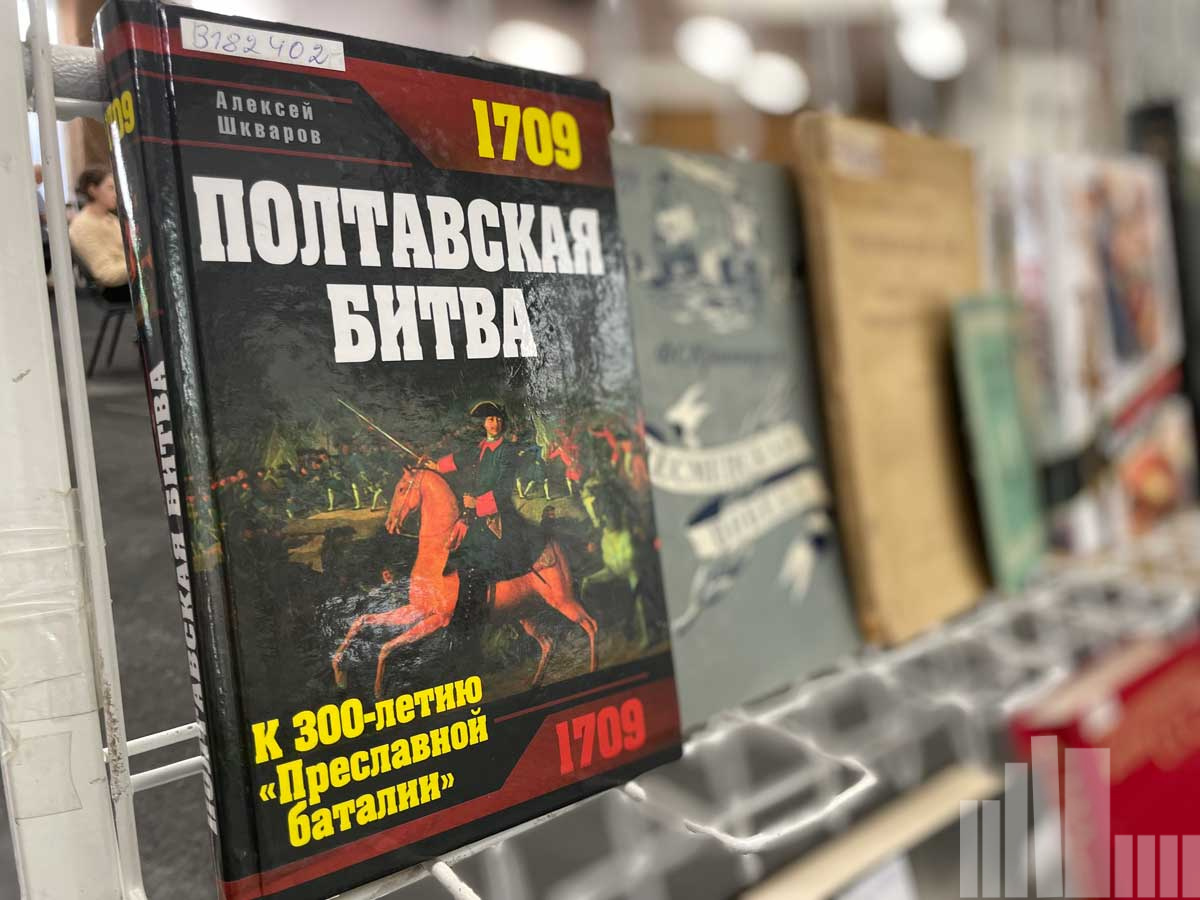 В182402
Алексей
Шкваров
1709
ПОЛТАВСКАЯ
БИТВА
К 300-летию
«Преславной
баталии»
1709
ПОЛТАВСКАЯ БИТВА